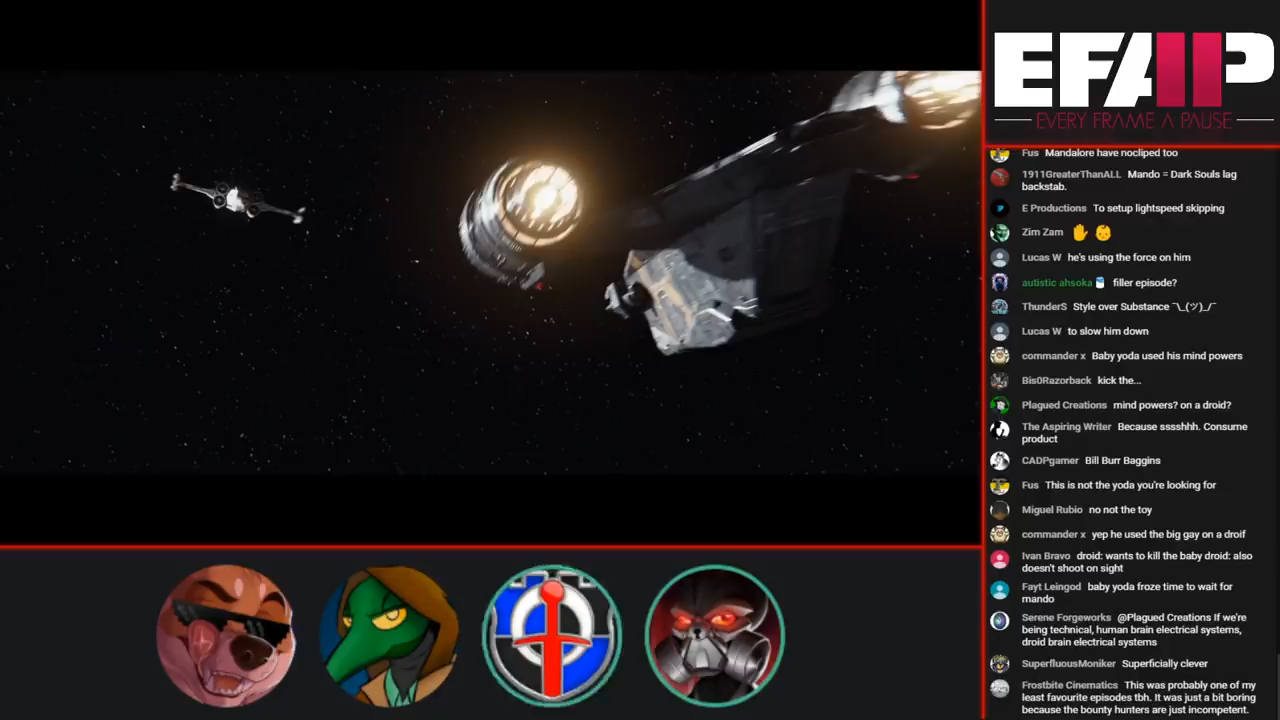 EFAP
EVERY FRAME A PAUSE
Fus Mandalore have nocliped too
1911GreaterThanALL Mando = Dark Souls lag
backstab.
E Productions To setup lightspeed skipping
Zim Zam ✋ 👶
Lucas W he's using the force on him
autistic ahsoka🥛 filler episode?
ThunderS Style over Substance ¯\_(ツ)_/¯
Lucas W to slow him down
commander x Baby yoda used his mind powers
Bis0Razorback kick the...
Plagued Creations mind powers? on a droid?
The Aspiring Writer Because sssshhh. Consume
product
CADPgamer Bill Burr Baggins
Fus This is not the yoda you're looking for
Miguel Rubio no not the toy
commander x yep he used the big gay on a droif
Ivan Bravo droid: wants to kill the baby droid: also
doesn't shoot on sight
Fayt Leingod baby yoda froze time to wait for
mando
Serene Forgeworks @Plagued Creations If we're
being technical, human brain electrical systems,
droid brain electrical systems
SuperfluousMoniker Superficially clever
Frostbite Cinematics This was probably one of my
least favourite episodes tbh. It was just a bit boring
because the bounty hunters are just incompetent.